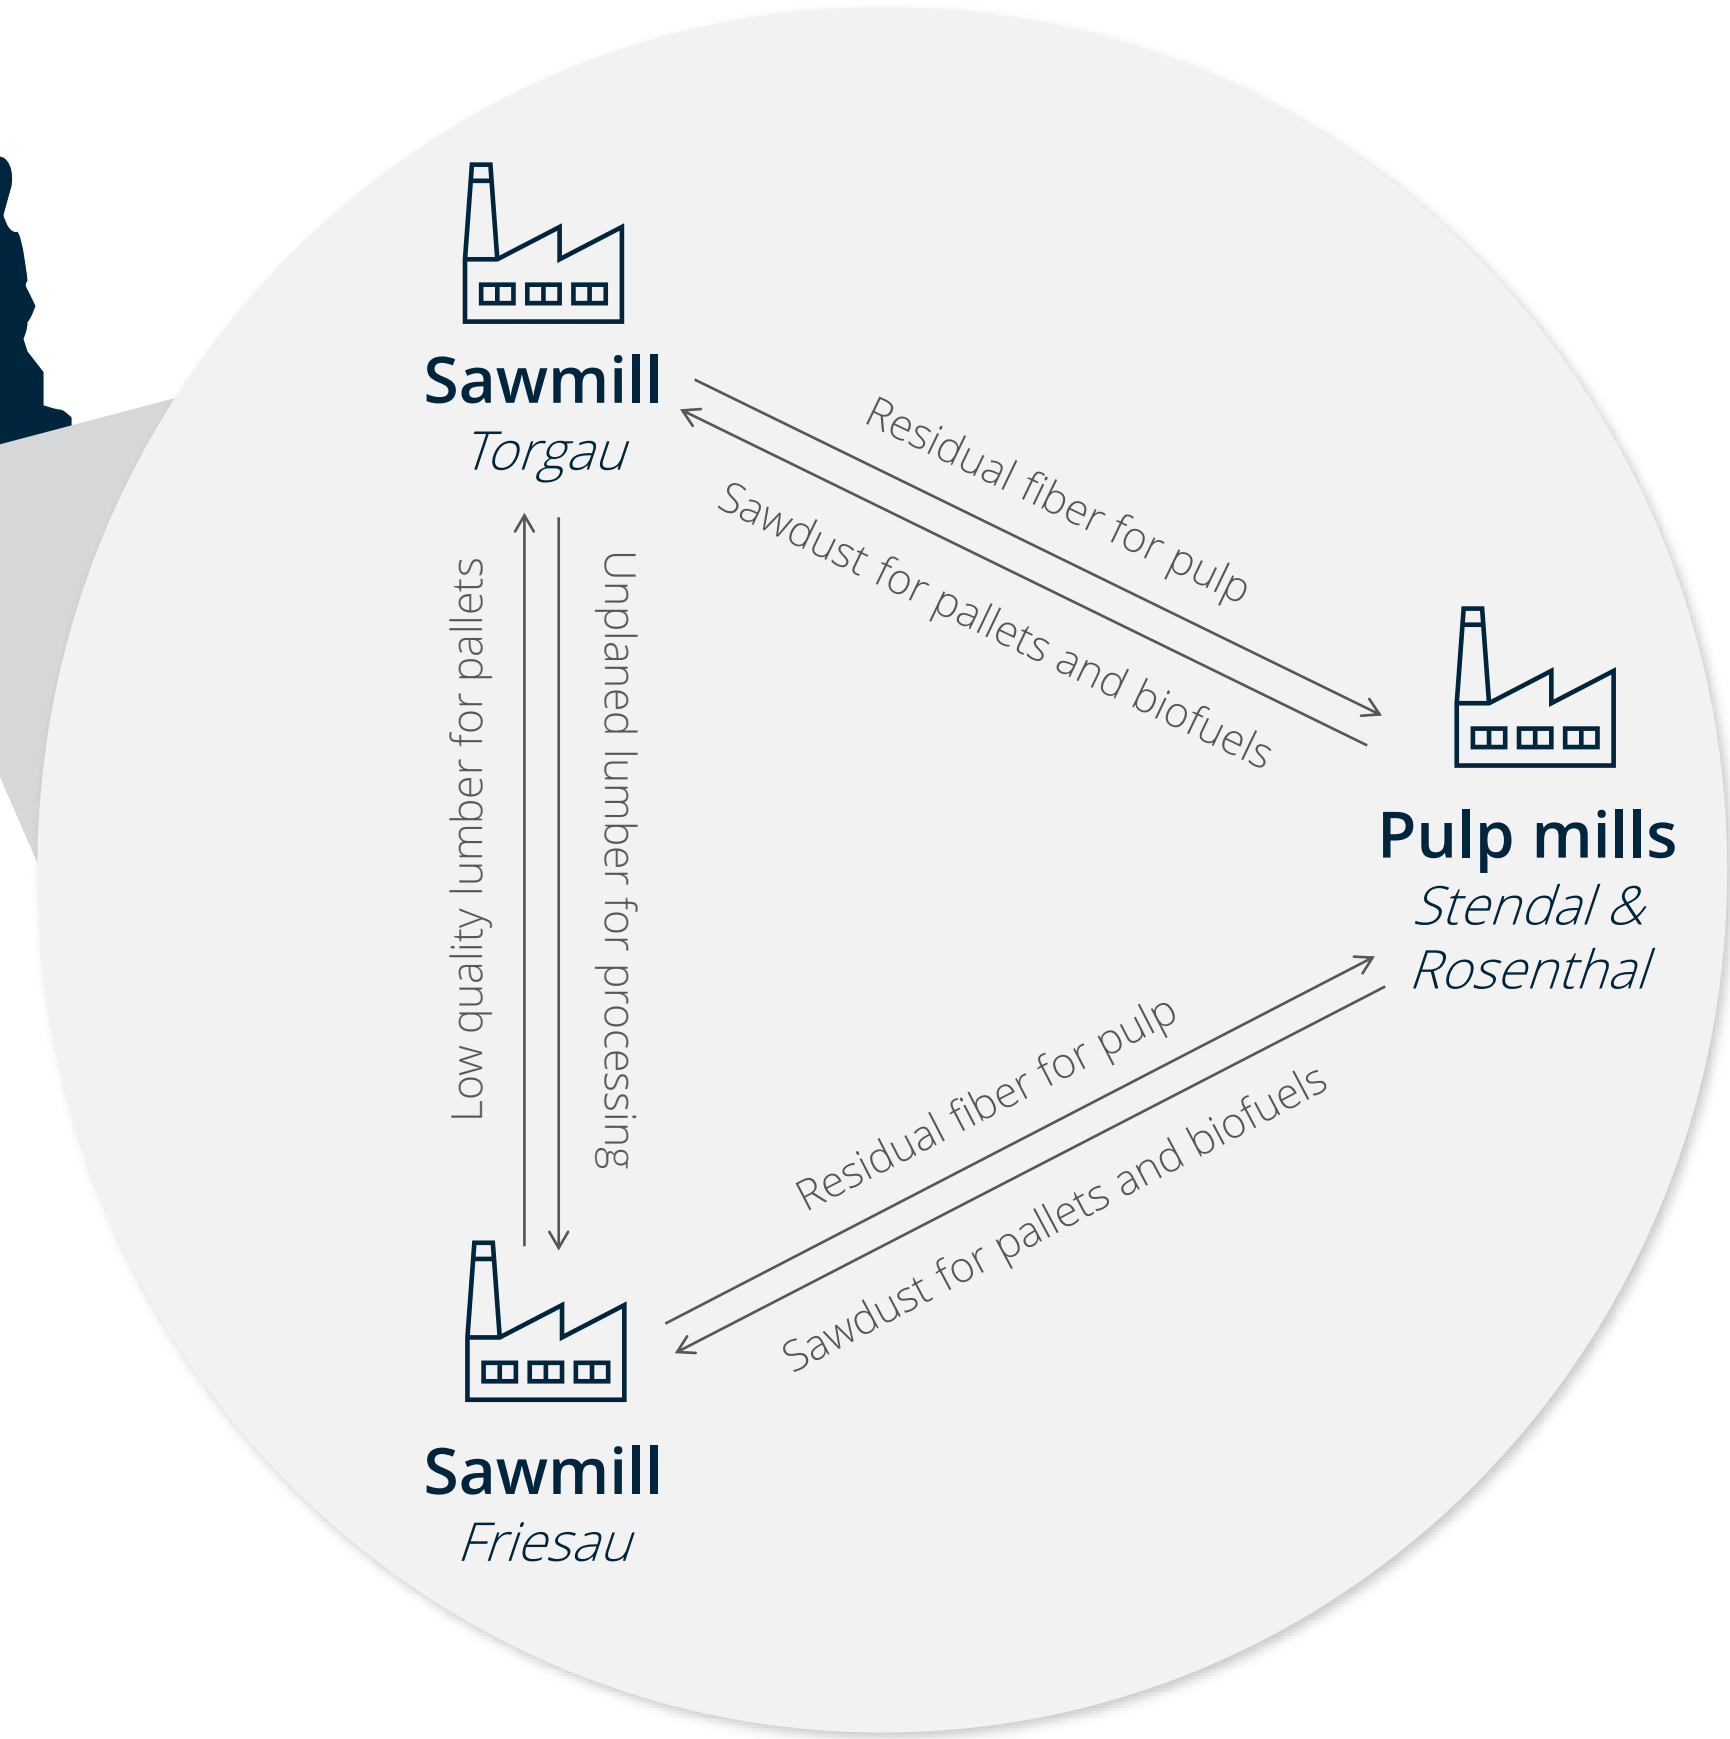 Sawmill
Torgau
Residual fiber for pulp
Sawdust for pallets and biofuels
Low quality lumber for pallets
Unplaned lumber for processing
Pulp mills
Stendal &
Rosenthal
Residual fiber for pulp
Sawdust for pallets and biofuels
Sawmill
Friesau